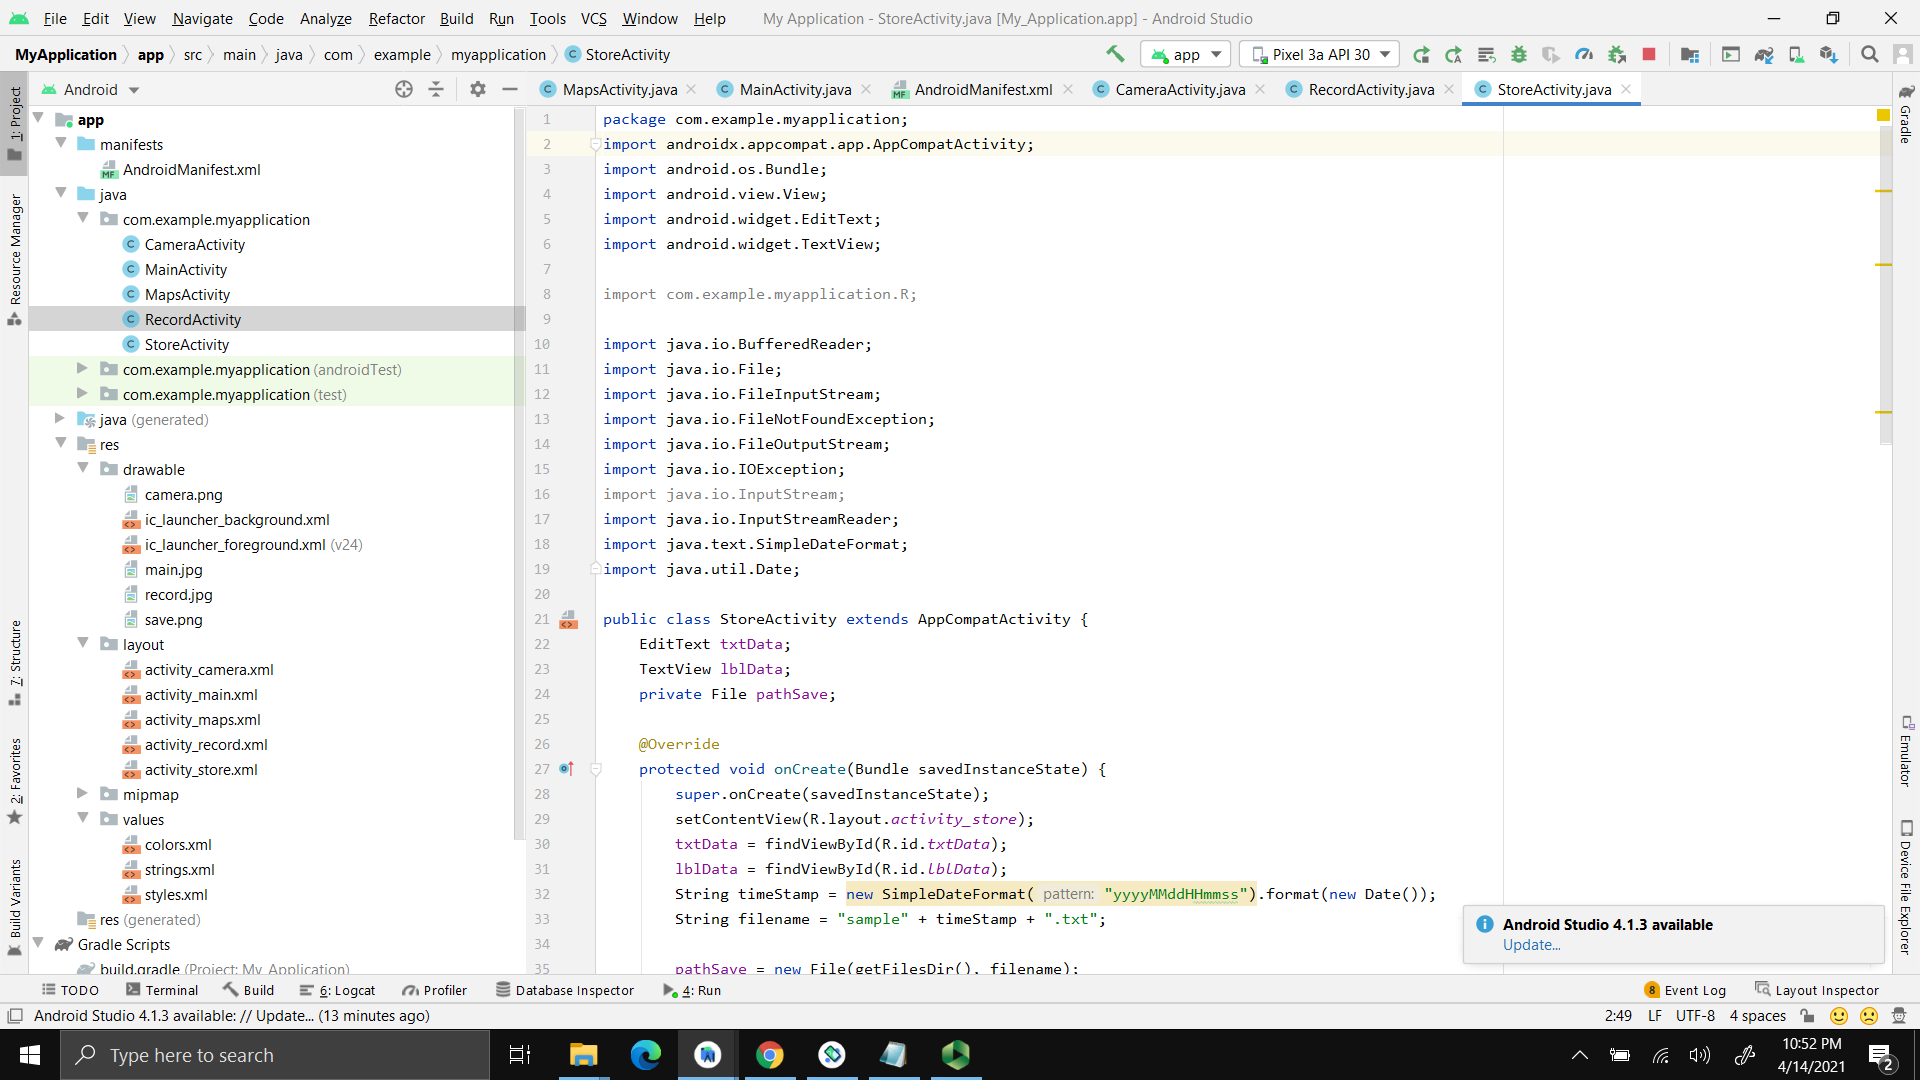 File Edit View Navigate Code Analyze Refactor Build Run Tools VCS Window Help My Application - StoreActivity.java [My_Application.app] - Android Studio
MyApplication app src main java com example myapplication StoreActivity app Pixel 3a API 30
Android MapsActivity.java MainActivity.java AndroidManifest.xml CameraActivity.java RecordActivity.java StoreActivity.java
1: Project
Resource Manager
7: Structure
2: Favorites
Build Variants
app
manifests
AndroidManifest.xml
java
com.example.myapplication
CameraActivity
MainActivity
MapsActivity
RecordActivity
StoreActivity
com.example.myapplication (androidTest)
com.example.myapplication (test)
java (generated)
res
drawable
camera.png
ic_launcher_background.xml
ic_launcher_foreground.xml (v24)
main.jpg
record.jpg
save.png
layout
activity_camera.xml
activity_main.xml
activity_maps.xml
activity_record.xml
activity_store.xml
mipmap
values
colors.xml
strings.xml
styles.xml
res (generated)
Gradle Scripts
build.gradle (Project: My_Application)
1 package com.example.myapplication;
2 import androidx.appcompat.app.AppCompatActivity;
3 import android.os.Bundle;
4 import android.view.View;
5 import android.widget.EditText;
6 import android.widget.TextView;
7
8 import com.example.myapplication.R;
9
10 import java.io.BufferedReader;
11 import java.io.File;
12 import java.io.FileInputStream;
13 import java.io.FileNotFoundException;
14 import java.io.FileOutputStream;
15 import java.io.IOException;
16 import java.io.InputStream;
17 import java.io.InputStreamReader;
18 import java.text.SimpleDateFormat;
19 import java.util.Date;
20
21 public class StoreActivity extends AppCompatActivity {
22 EditText txtData;
23 TextView lblData;
24 private File pathSave;
25
26 @Override
27 protected void onCreate(Bundle savedInstanceState) {
28 super.onCreate(savedInstanceState);
29 setContentView(R.layout.activity_store);
30 txtData = findViewById(R.id.txtData);
31 lblData = findViewById(R.id.lblData);
32 String timeStamp = new SimpleDateFormat( pattern: "yyyyMMddHHmmss").format(new Date());
33 String filename = "sample" + timeStamp + ".txt";
34
35 pathSave = new File(getFilesDir(), filename);
Gradle
Emulator
Device File Explorer
Android Studio 4.1.3 available
Update...
TODO Terminal Build 6: Logcat Profiler Database Inspector 4: Run 8 Event Log Layout Inspector
Android Studio 4.1.3 available: // Update... (13 minutes ago) 2:49 LF UTF-8 4 spaces
Type here to search
10:52 PM
4/14/2021
2